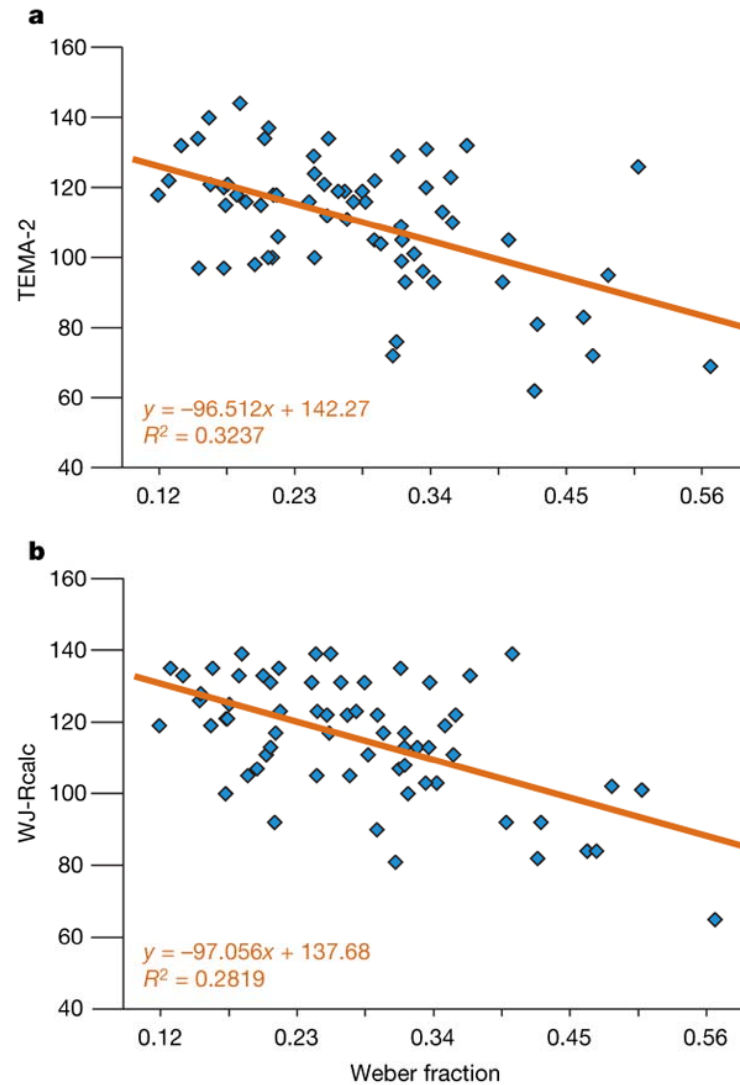 a
160
140
120
100
80
60
40
TEMA-2
y = –96.512x + 142.27
R² = 0.3237
0.12 0.23 0.34 0.45 0.56
b
160
140
120
100
80
60
40
WJ-Rcalc
y = –97.056x + 137.68
R² = 0.2819
0.12 0.23 0.34 0.45 0.56
Weber fraction